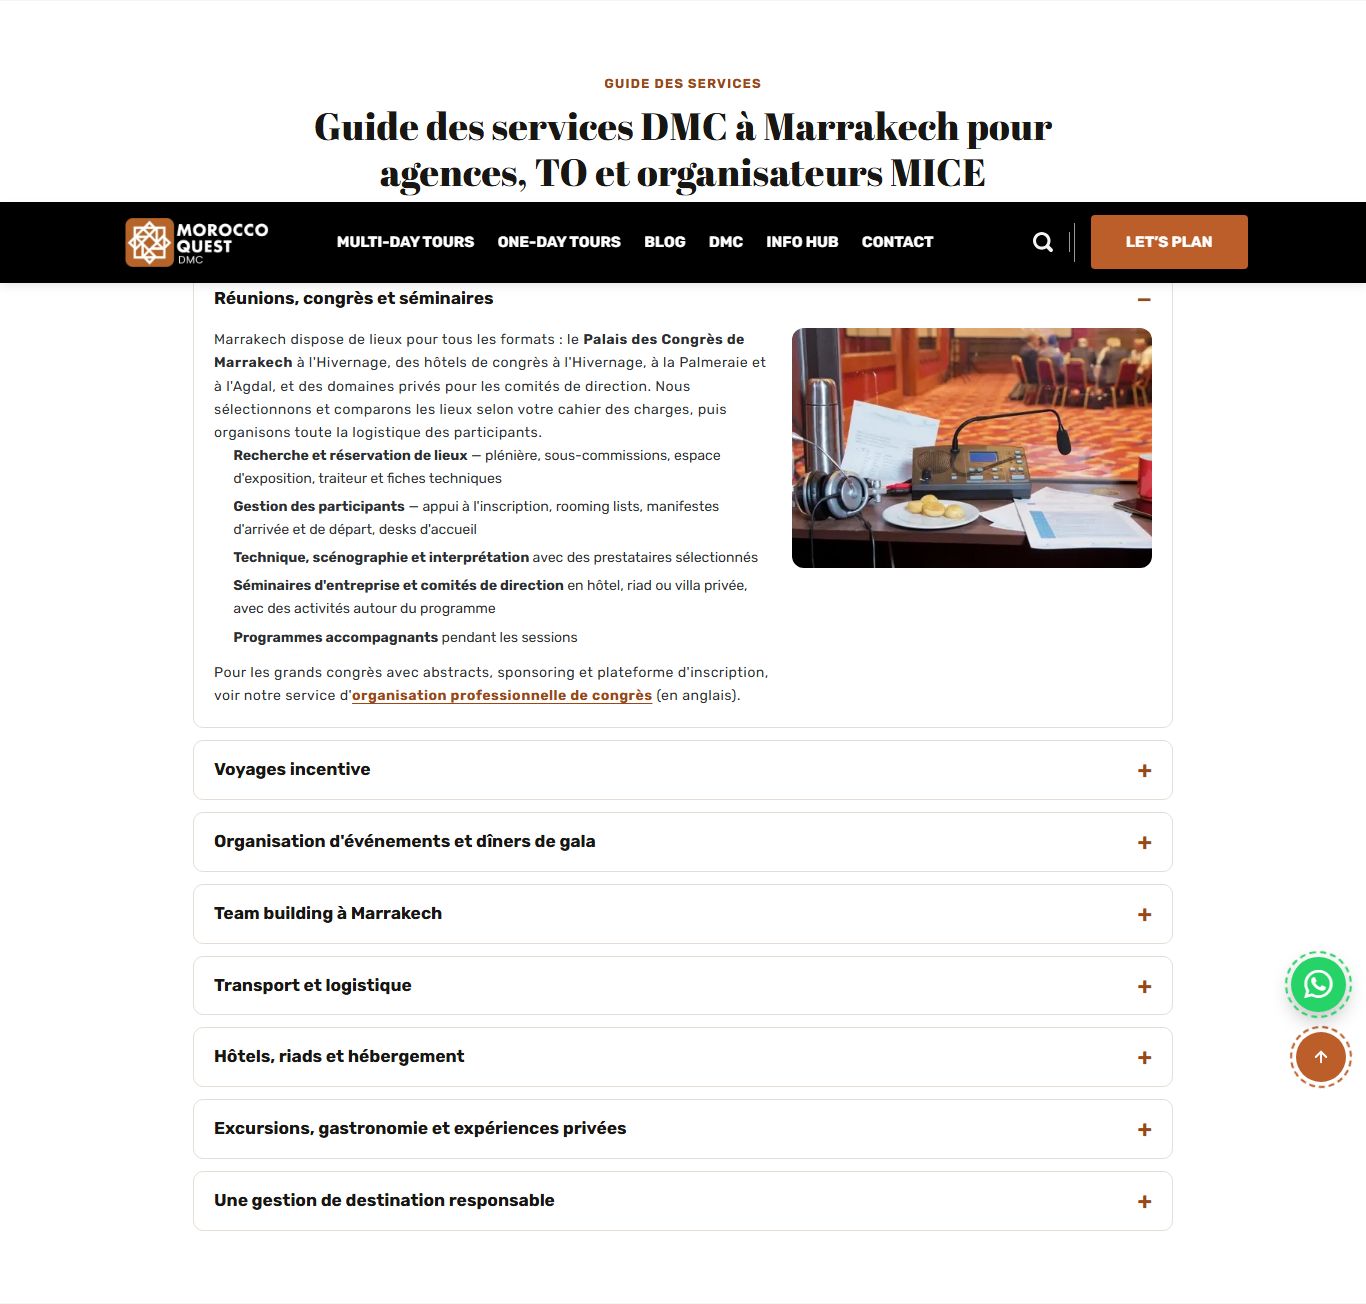 GUIDE DES SERVICES
Guide des services DMC à Marrakech pour
agences, TO et organisateurs MICE
MOROCCO
QUEST
DMC
MULTI-DAY TOURS
ONE-DAY TOURS
BLOG
DMC
INFO HUB
CONTACT
LET'S PLAN
Réunions, congrès et séminaires
Marrakech dispose de lieux pour tous les formats : le Palais des Congrès de
Marrakech à l'Hivernage, des hôtels de congrès à l'Hivernage, à la Palmeraie et
à l'Agdal, et des domaines privés pour les comités de direction. Nous
sélectionnons et comparons les lieux selon votre cahier des charges, puis
organisons toute la logistique des participants.
Recherche et réservation de lieux — plénière, sous-commissions, espace
d'exposition, traiteur et fiches techniques
Gestion des participants — appui à l'inscription, rooming lists, manifestes
d'arrivée et de départ, desks d'accueil
Technique, scénographie et interprétation avec des prestataires sélectionnés
Séminaires d'entreprise et comités de direction en hôtel, riad ou villa privée,
avec des activités autour du programme
Programmes accompagnants pendant les sessions
Pour les grands congrès avec abstracts, sponsoring et plateforme d'inscription,
voir notre service d'organisation professionnelle de congrès (en anglais).
Voyages incentive
Organisation d'événements et dîners de gala
Team building à Marrakech
Transport et logistique
Hôtels, riads et hébergement
Excursions, gastronomie et expériences privées
Une gestion de destination responsable